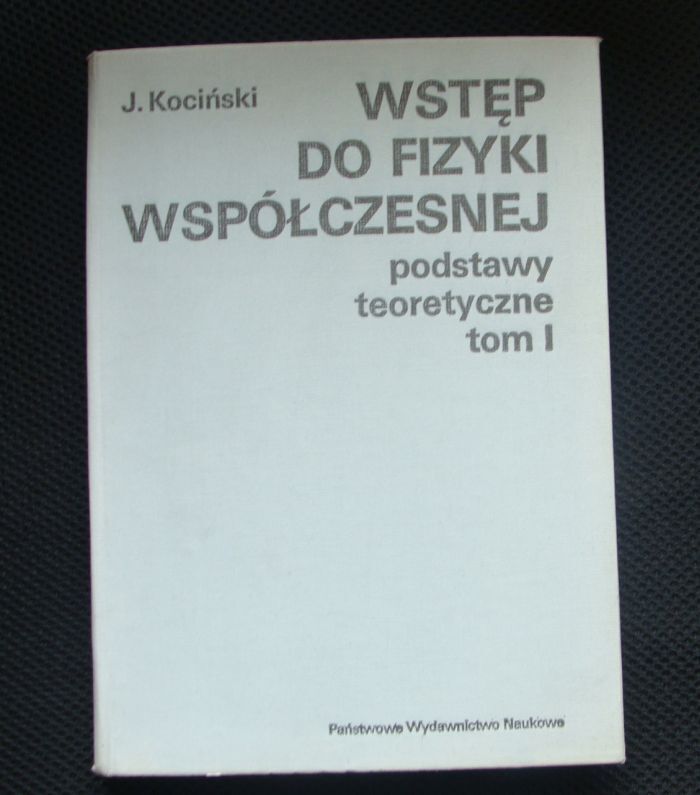 J. Kociński
WSTĘP
DO FIZYKI
WSPÓŁCZESNEJ
podstawy
teoretyczne
tom I
Państwowe Wydawnictwo Naukowe